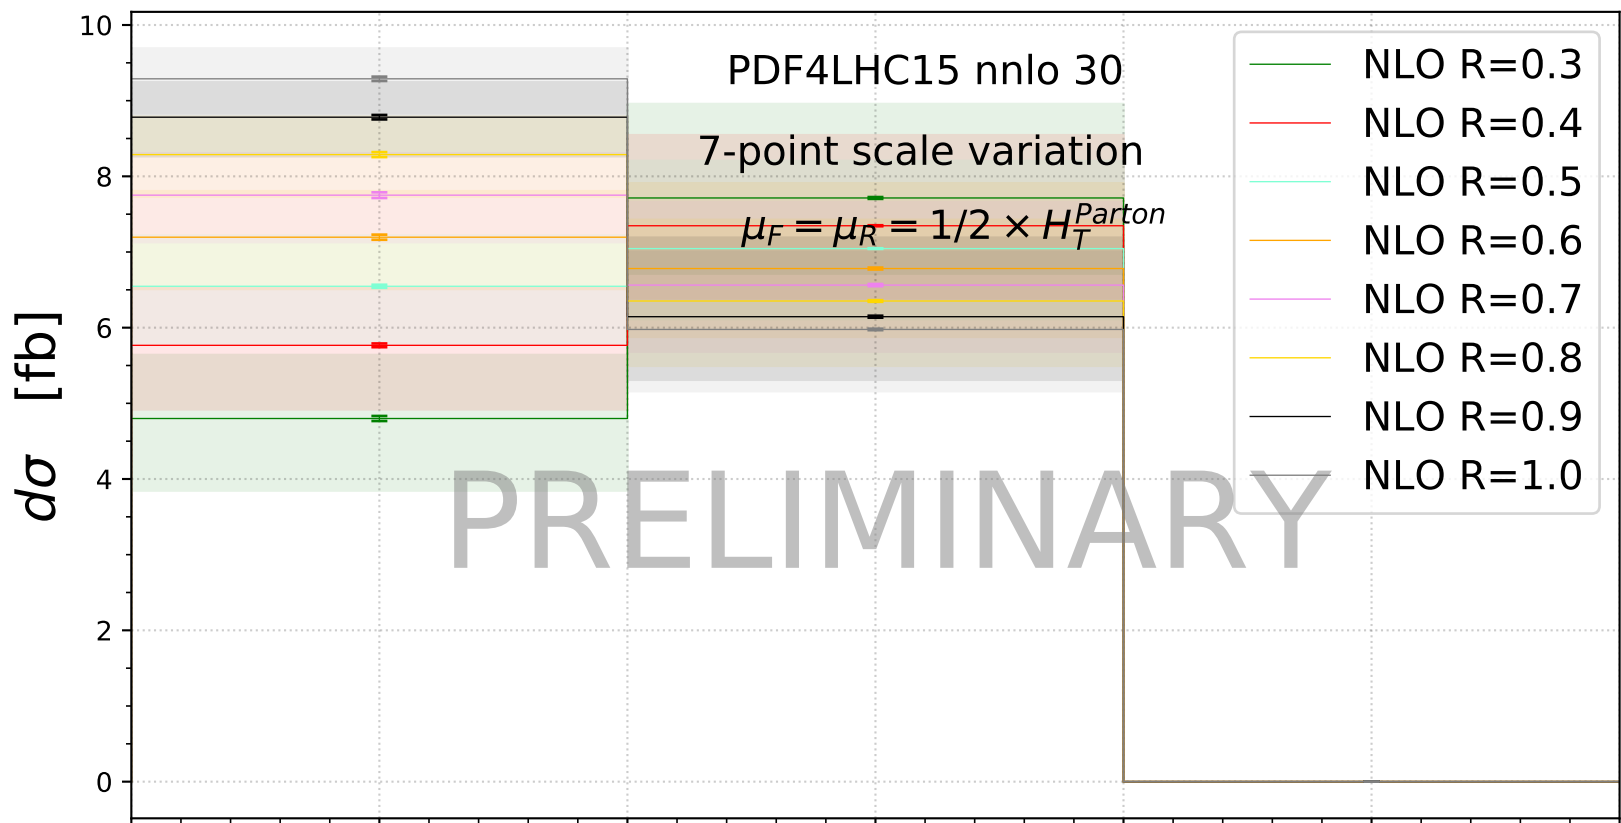 10
8
6
4
2
0
dσ [fb]
PDF4LHC15 nnlo 30
7-point scale variation
μ_F = μ_R = 1/2 × H_T^{Parton}
NLO R=0.3
NLO R=0.4
NLO R=0.5
NLO R=0.6
NLO R=0.7
NLO R=0.8
NLO R=0.9
NLO R=1.0
PRELIMINARY